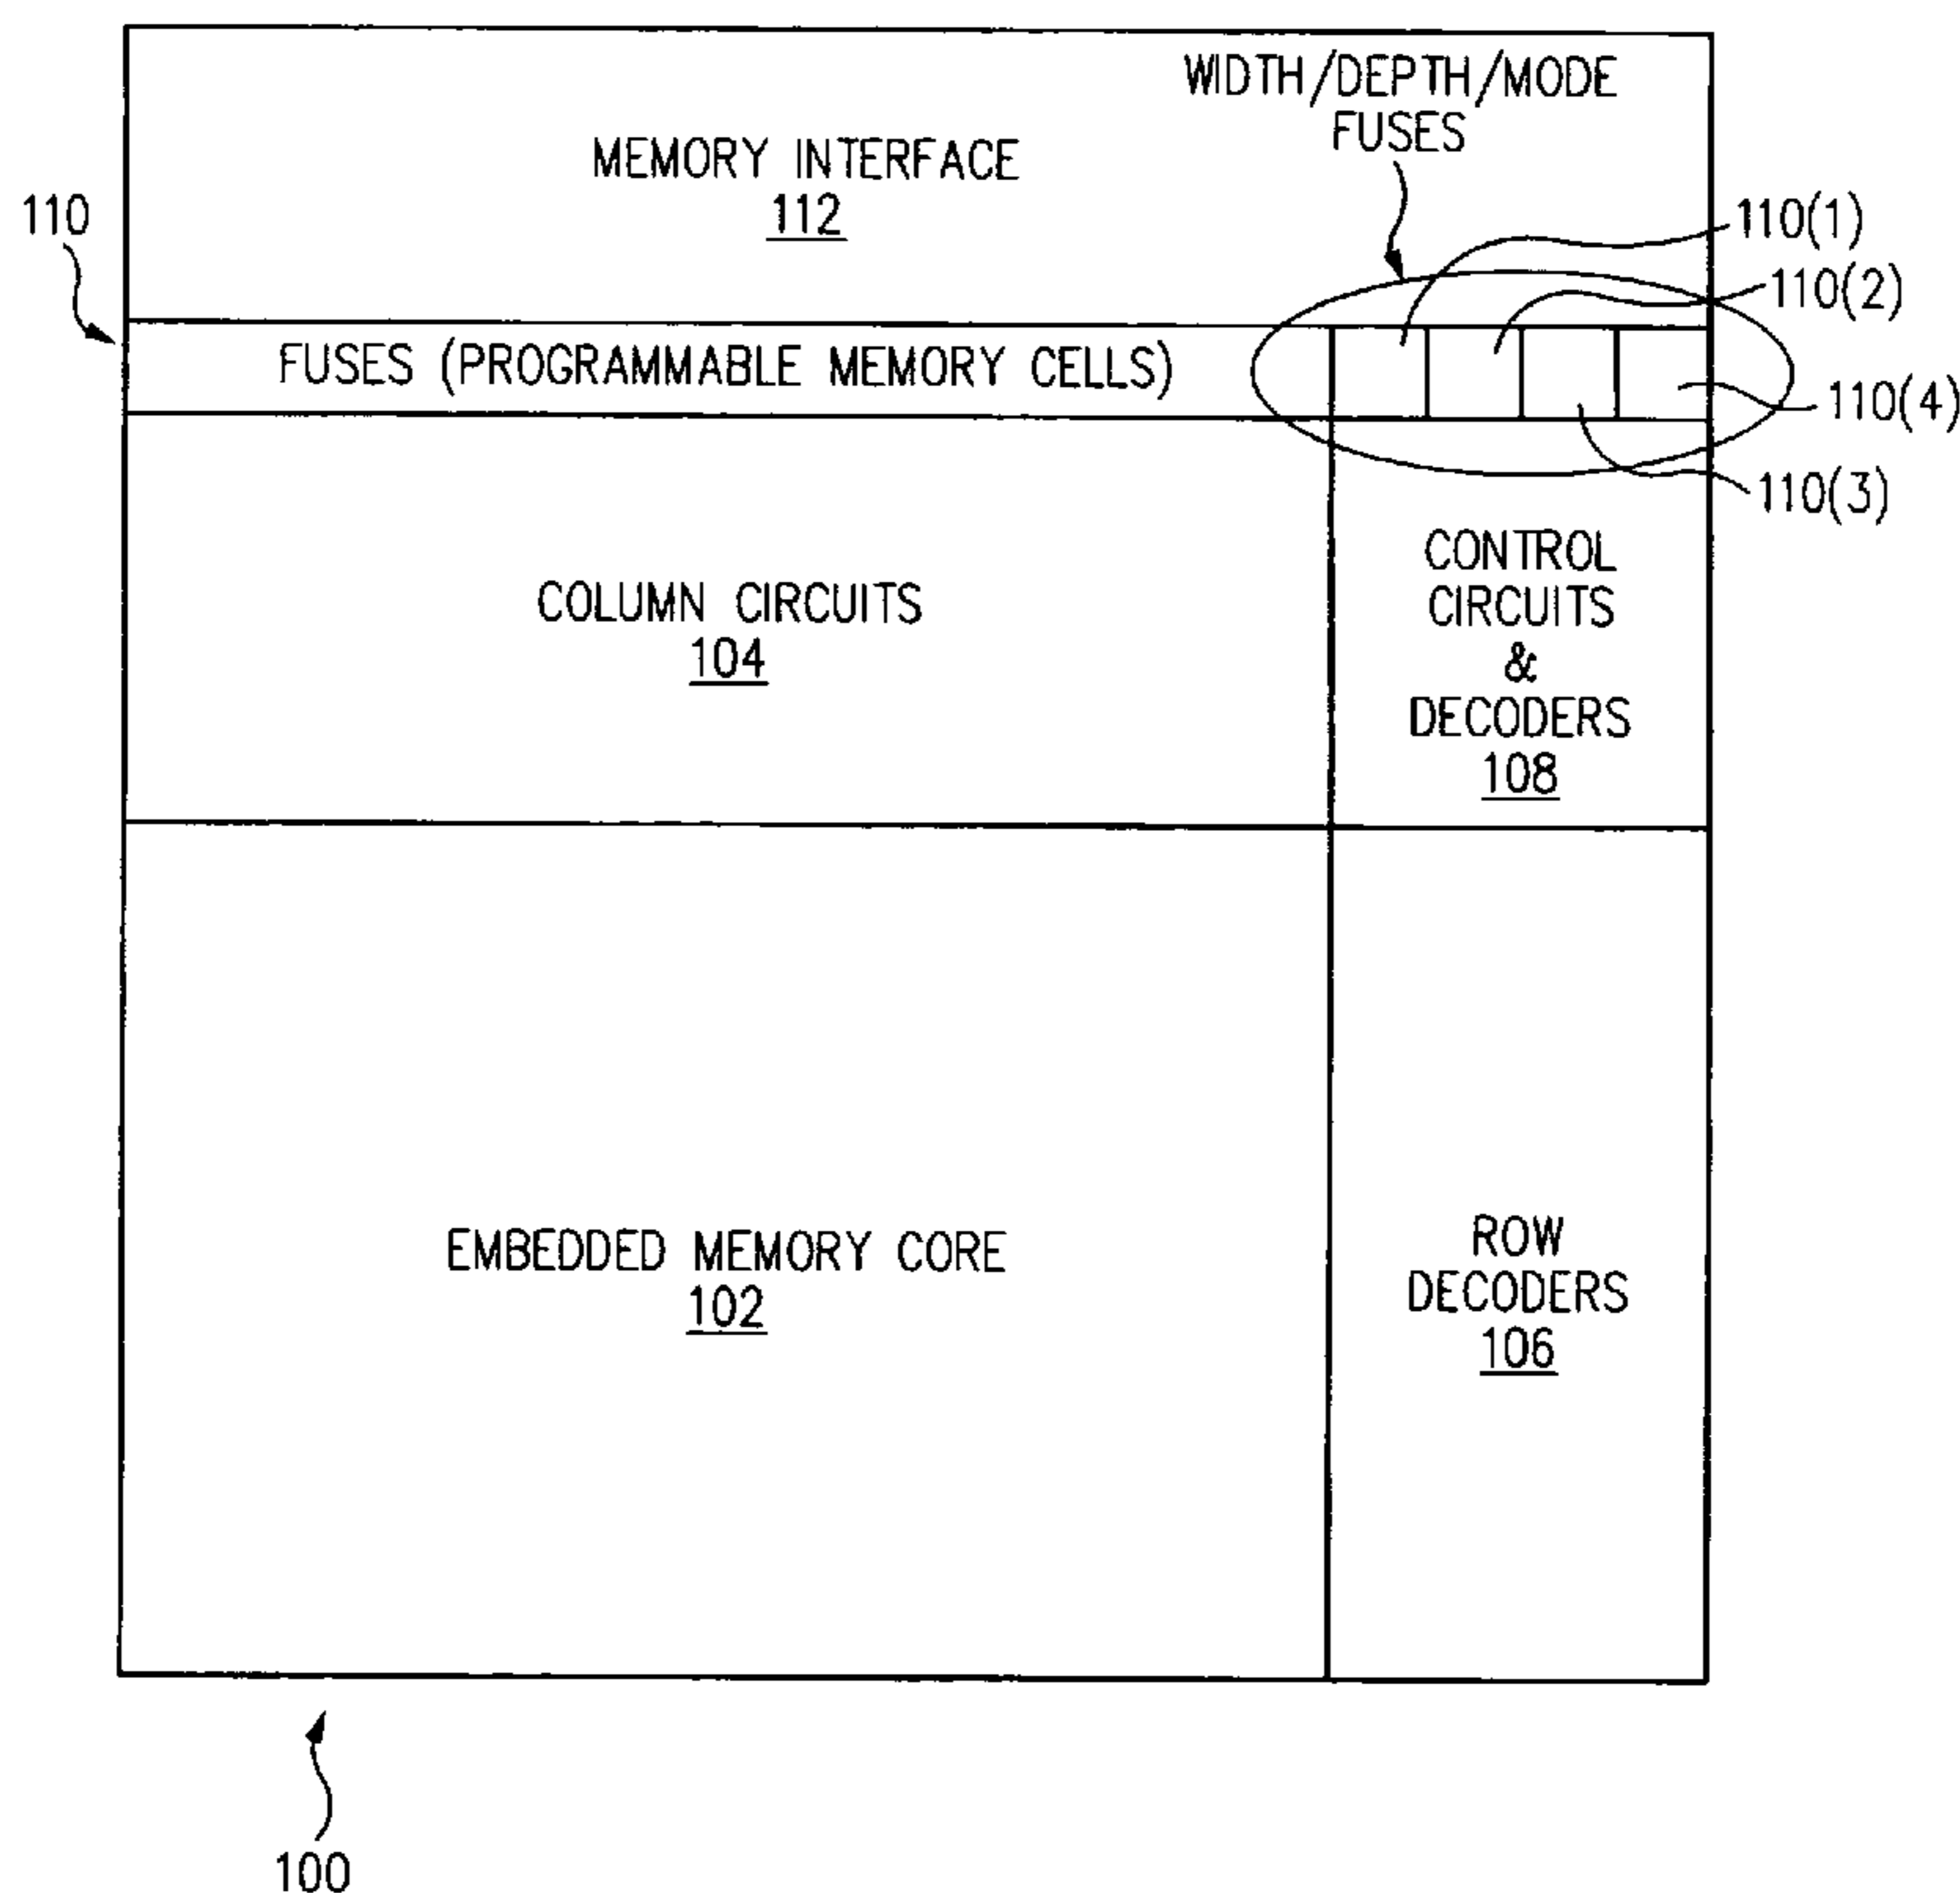 WIDTH/DEPTH/MODE
FUSES
MEMORY INTERFACE
112
110
110(1)
110(2)
FUSES (PROGRAMMABLE MEMORY CELLS)
110(4)
110(3)
COLUMN CIRCUITS
104
CONTROL
CIRCUITS
&
DECODERS
108
EMBEDDED MEMORY CORE
102
ROW
DECODERS
106
100